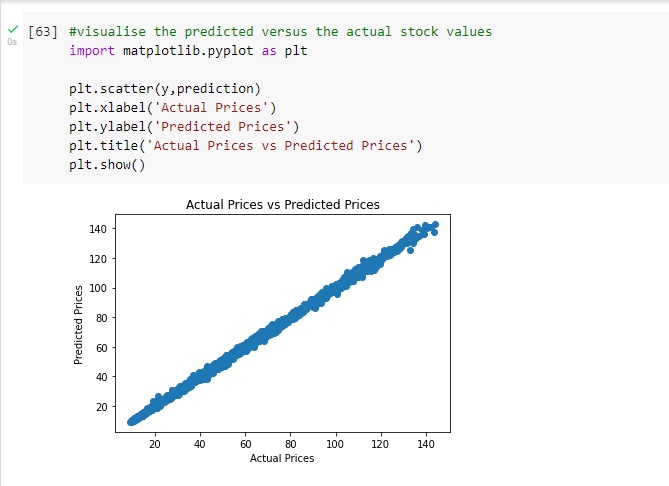 [63] #visualise the predicted versus the actual stock values
0s
import matplotlib.pyplot as plt
plt.scatter(y,prediction)
plt.xlabel('Actual Prices')
plt.ylabel('Predicted Prices')
plt.title('Actual Prices vs Predicted Prices')
plt.show()
Actual Prices vs Predicted Prices
140
120
100
80
60
40
20
Predicted Prices
20 40 60 80 100 120 140
Actual Prices